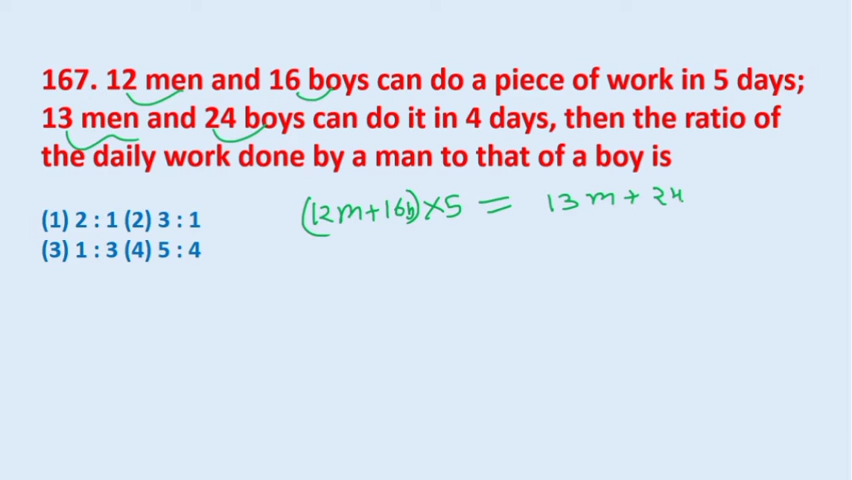 167. 12 men and 16 boys can do a piece of work in 5 days;
13 men and 24 boys can do it in 4 days, then the ratio of
the daily work done by a man to that of a boy is
(1) 2 : 1 (2) 3 : 1
(3) 1 : 3 (4) 5 : 4
(12m+16b)×5 = 13m+24